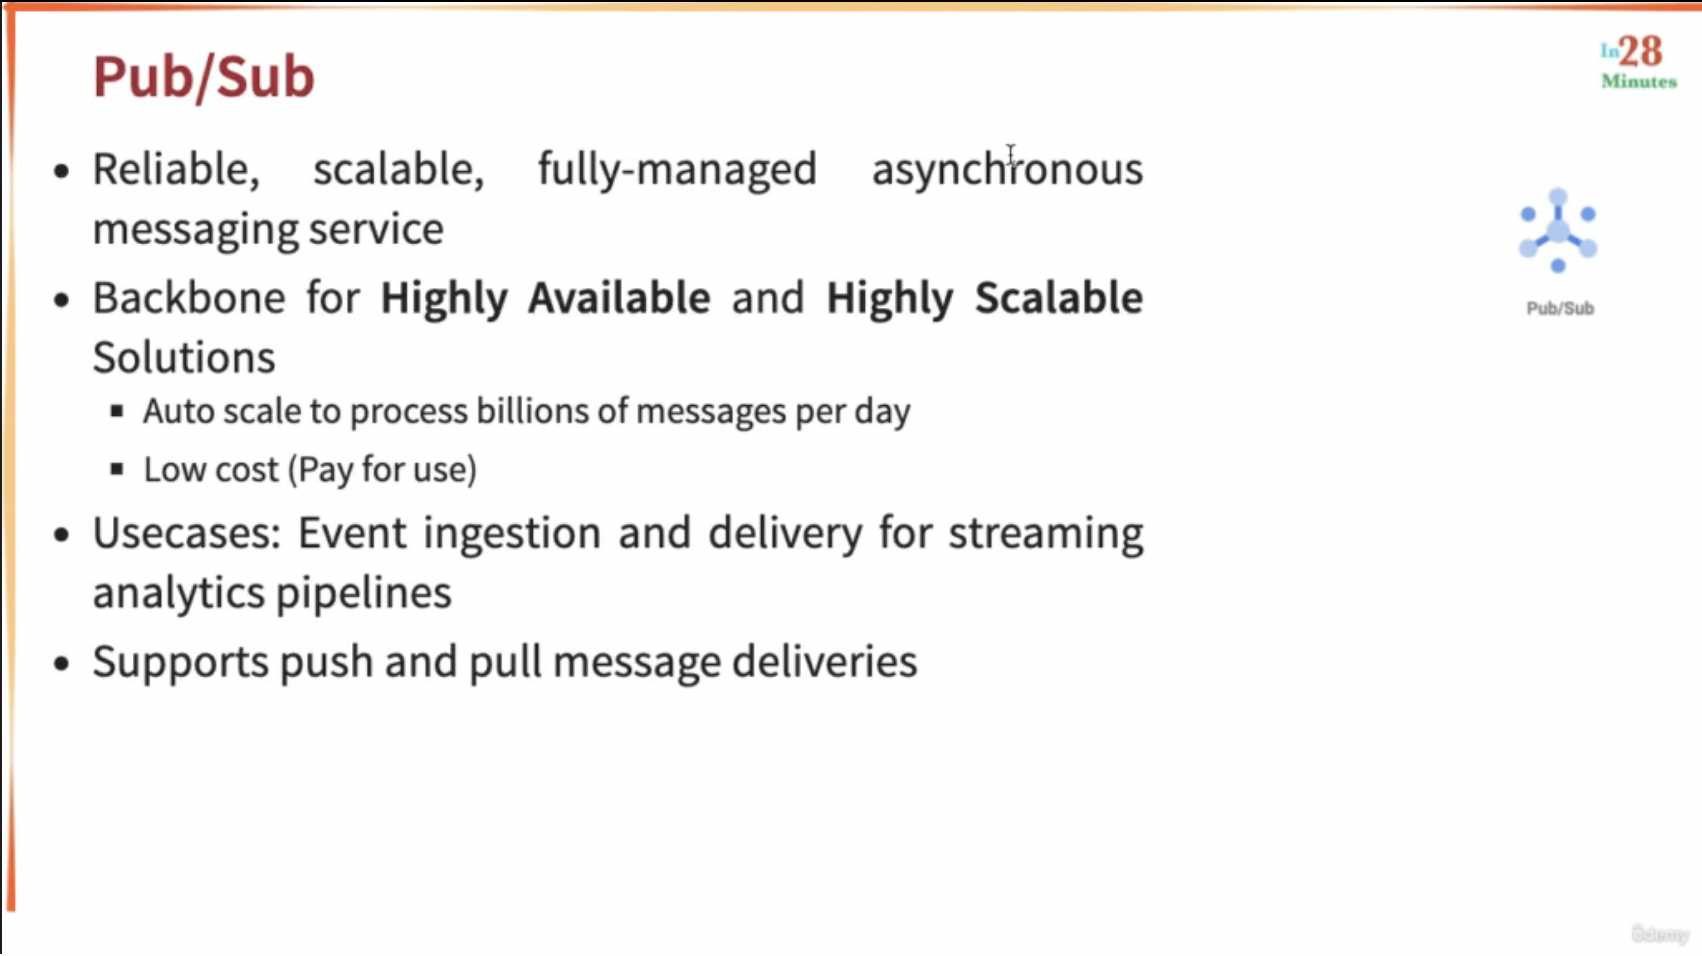 Pub/Sub
In28
Minutes
• Reliable, scalable, fully-managed asynchronous
messaging service
• Backbone for Highly Available and Highly Scalable
Solutions
▪ Auto scale to process billions of messages per day
▪ Low cost (Pay for use)
• Usecases: Event ingestion and delivery for streaming
analytics pipelines
• Supports push and pull message deliveries
Pub/Sub
ûdemy